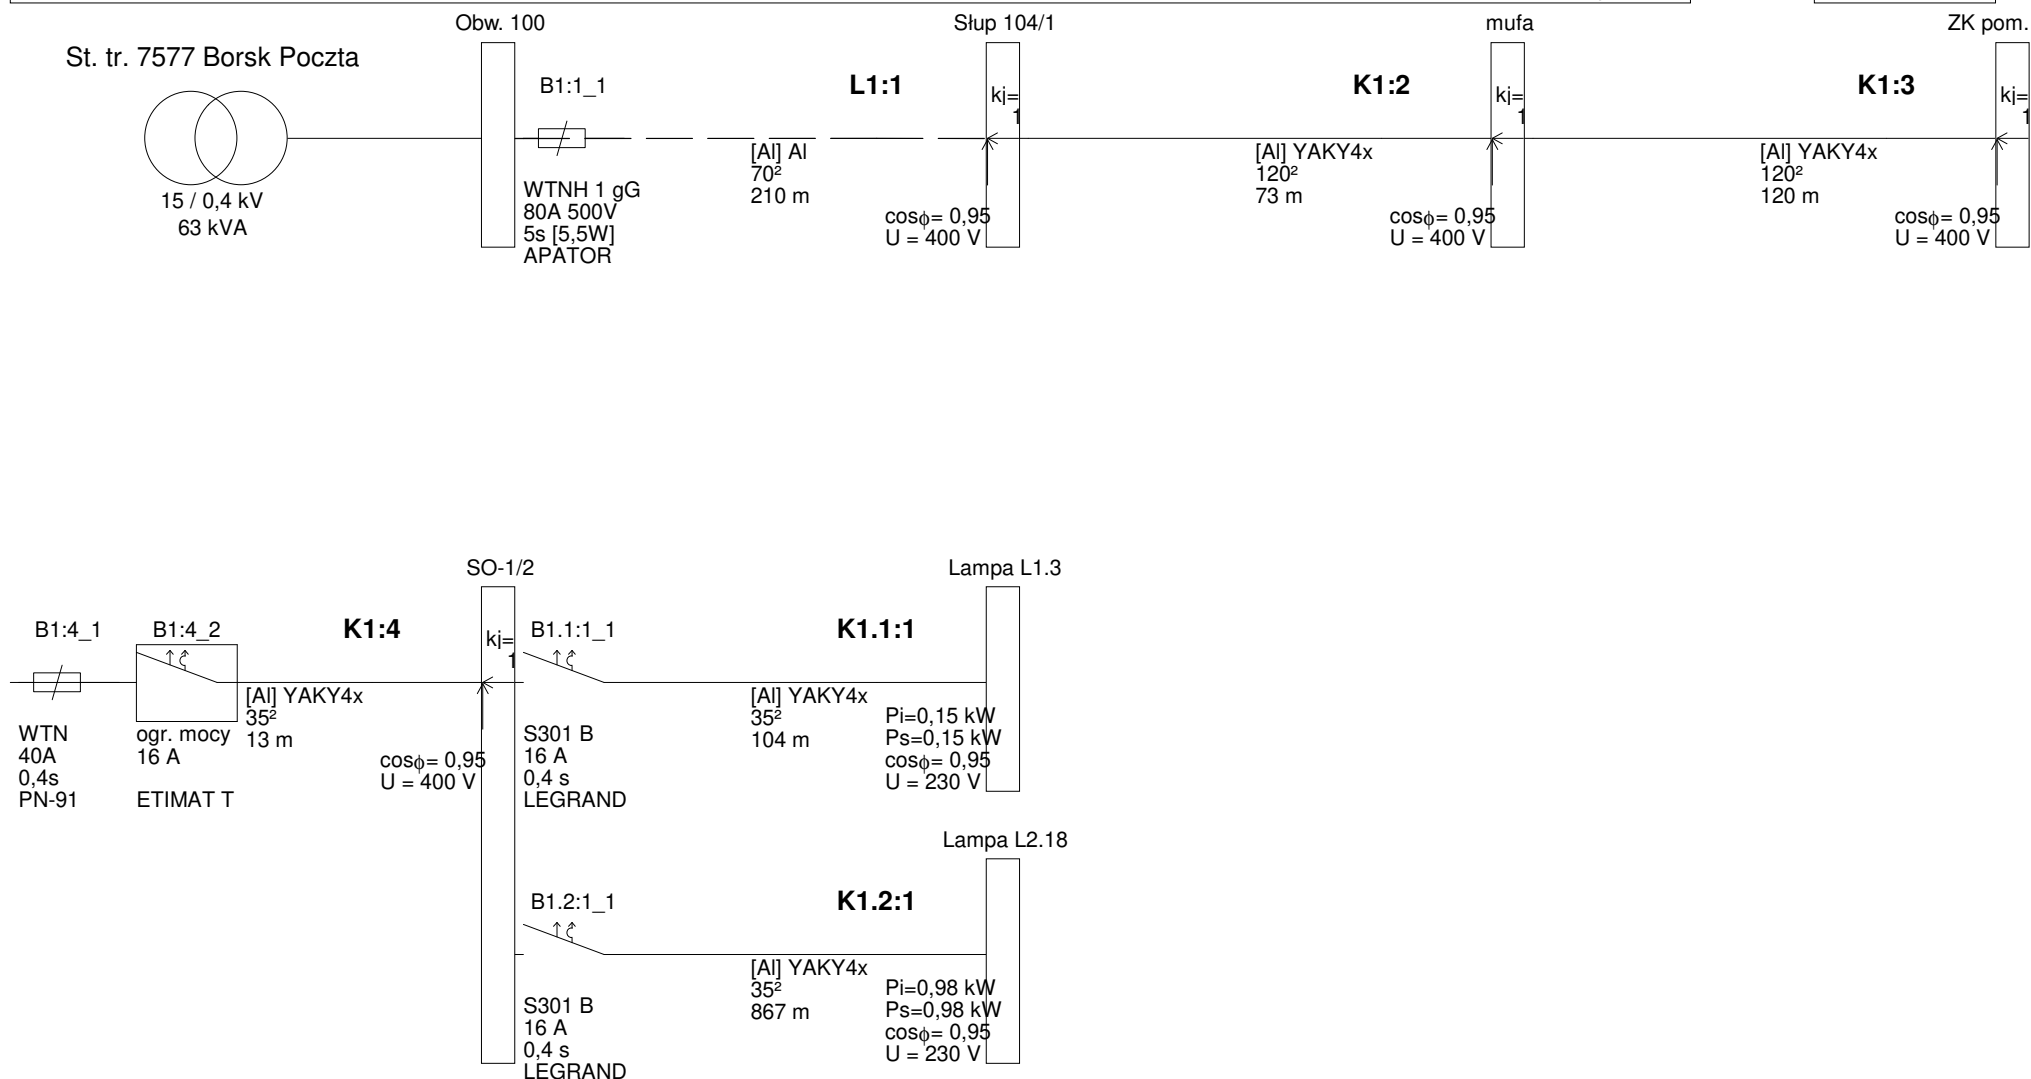 Obw. 100
Słup 104/1
mufa
ZK pom.
St. tr. 7577 Borsk Poczta
B1:1_1
L1:1
kj=
1
K1:2
kj=
1
K1:3
kj=
1
15 / 0,4 kV
63 kVA
WTNH 1 gG
80A 500V
5s [5,5W]
APATOR
[Al] Al
70²
210 m
cosϕ= 0,95
U = 400 V
[Al] YAKY4x
120²
73 m
cosϕ= 0,95
U = 400 V
[Al] YAKY4x
120²
120 m
cosϕ= 0,95
U = 400 V
SO-1/2
Lampa L1.3
B1:4_1
B1:4_2
K1:4
kj=
1
B1.1:1_1
K1.1:1
WTN
40A
0,4s
PN-91
ogr. mocy
16 A
ETIMAT T
[Al] YAKY4x
35²
13 m
cosϕ= 0,95
U = 400 V
S301 B
16 A
0,4 s
LEGRAND
[Al] YAKY4x
35²
104 m
Pi=0,15 kW
Ps=0,15 kW
cosϕ= 0,95
U = 230 V
Lampa L2.18
B1.2:1_1
K1.2:1
S301 B
16 A
0,4 s
LEGRAND
[Al] YAKY4x
35²
867 m
Pi=0,98 kW
Ps=0,98 kW
cosϕ= 0,95
U = 230 V